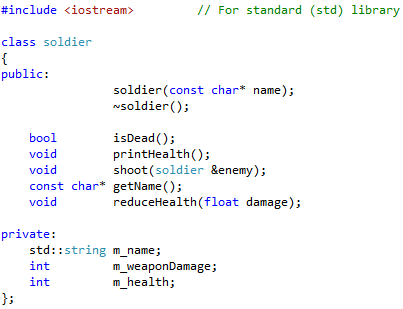 #include <iostream>         // For standard (std) library
class soldier
{
public:
                soldier(const char* name);
                ~soldier();
    bool        isDead();
    void        printHealth();
    void        shoot(soldier &enemy);
    const char* getName();
    void        reduceHealth(float damage);
private:
    std::string m_name;
    int         m_weaponDamage;
    int         m_health;
};